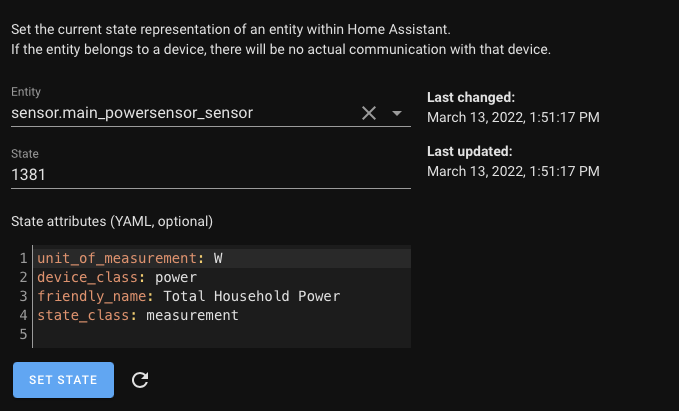 Set the current state representation of an entity within Home Assistant.
If the entity belongs to a device, there will be no actual communication with that device.
Entity
sensor.main_powersensor_sensor
State
1381
Last changed:
March 13, 2022, 1:51:17 PM
Last updated:
March 13, 2022, 1:51:17 PM
State attributes (YAML, optional)
1 unit_of_measurement: W
2 device_class: power
3 friendly_name: Total Household Power
4 state_class: measurement
5
SET STATE